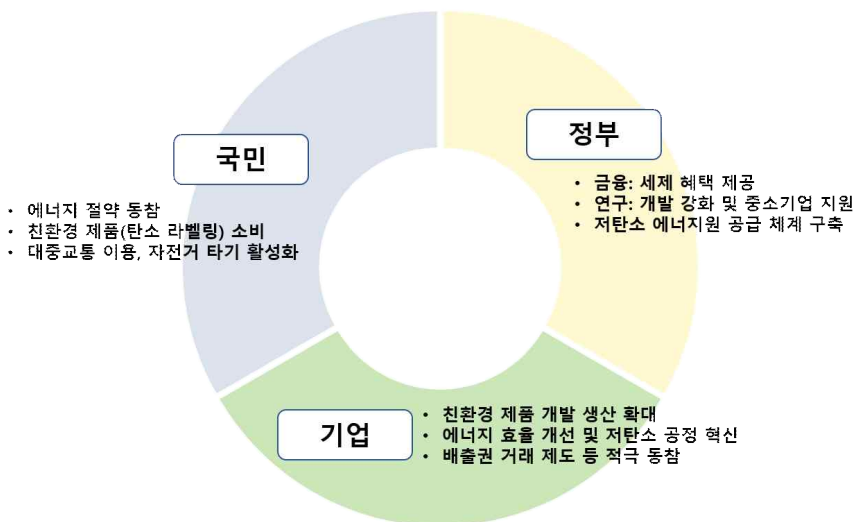 국민
• 에너지 절약 동참
• 친환경 제품(탄소 라벨링) 소비
• 대중교통 이용, 자전거 타기 활성화
정부
• 금융: 세제 혜택 제공
• 연구: 개발 강화 및 중소기업 지원
• 저탄소 에너지원 공급 체계 구축
기업
• 친환경 제품 개발 생산 확대
• 에너지 효율 개선 및 저탄소 공정 혁신
• 배출권 거래 제도 등 적극 동참